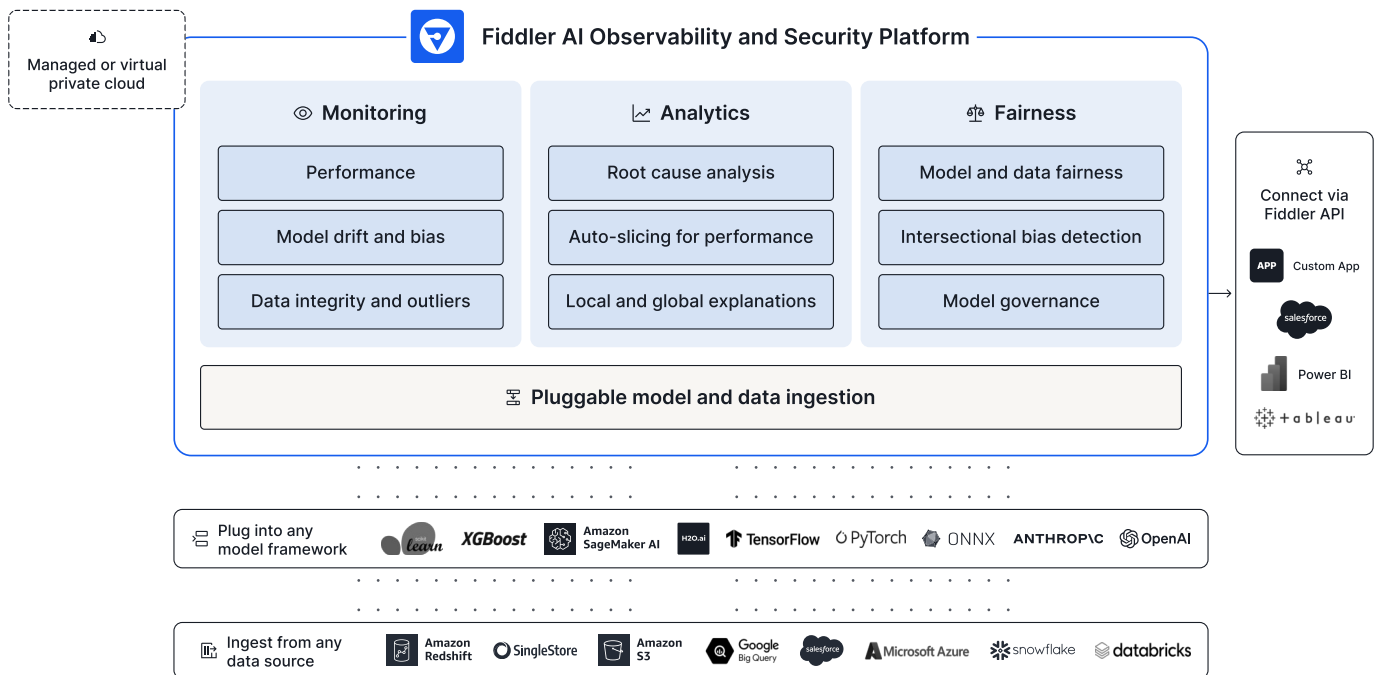 Managed or virtual
private cloud
Fiddler AI Observability and Security Platform
Monitoring
Performance
Model drift and bias
Data integrity and outliers
Analytics
Root cause analysis
Auto-slicing for performance
Local and global explanations
Fairness
Model and data fairness
Intersectional bias detection
Model governance
Pluggable model and data ingestion
Connect via
Fiddler API
APP
Custom App
salesforce
Power BI
+ a b l e a u
Plug into any
model framework
scikit
learn
XGBoost
Amazon
SageMaker AI
H2O.ai
TensorFlow
PyTorch
ONNX
ANTHROP\C
OpenAI
Ingest from any
data source
Amazon
Redshift
SingleStore
Amazon
S3
Google
Big Query
salesforce
Microsoft Azure
snowflake
databricks